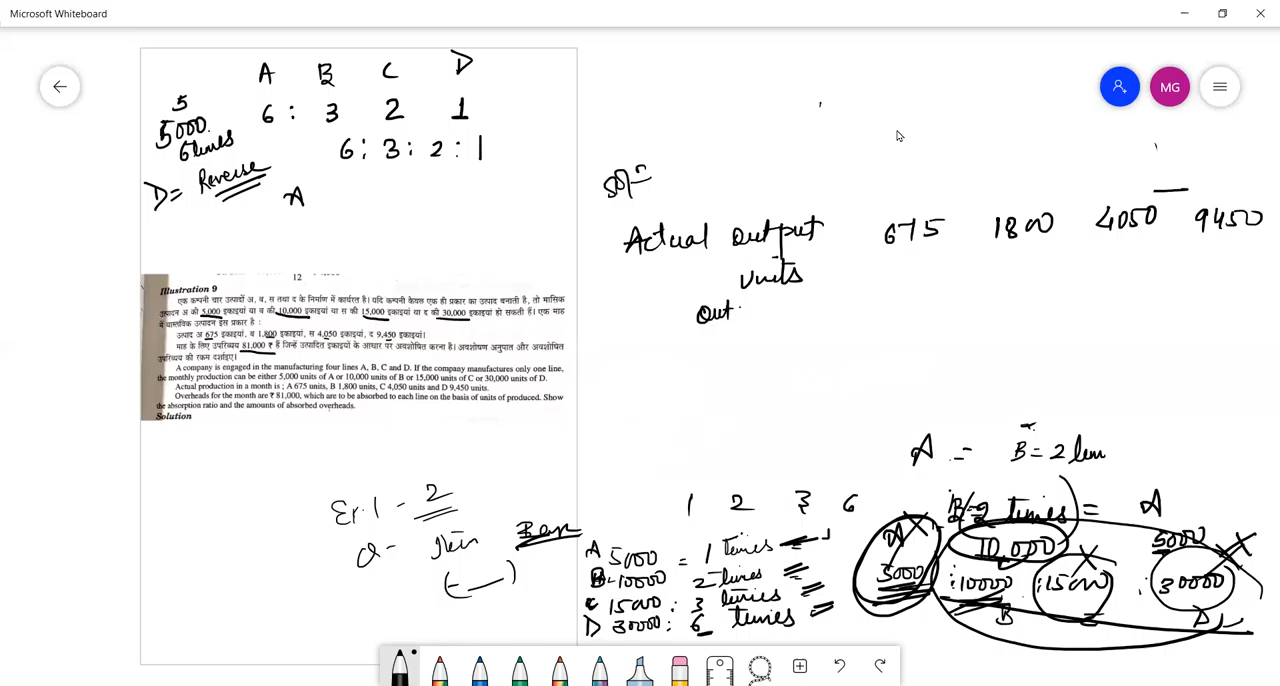 Microsoft Whiteboard
MG
A B C D
6 : 3 2 1
5
5000
6 times
6 : 3 : 2 : 1
D = Reverse
A
Soln
Actual Output 675 1800 4050 9450
Units
Out
12
Illustration 9
एक कम्पनी चार उत्पादों अ, ब, स तथा द के निर्माण में कार्यरत है। यदि कम्पनी केवल एक ही प्रकार का उत्पाद बनाती है, तो मासिक
उत्पादन अ की 5,000 इकाइयां या ब की 10,000 इकाइयां या स की 15,000 इकाइयां या द की 30,000 इकाइयां हो सकती हैं। एक माह
में वास्तविक उत्पादन इस प्रकार है :
उत्पाद अ 675 इकाइयां, ब 1,800 इकाइयां, स 4,050 इकाइयां, द 9,450 इकाइयां।
माह के लिए उपरिव्यय 81,000 ₹ हैं जिन्हें उत्पादित इकाइयों के आधार पर अवशोषित करना है। अवशोषण अनुपात और अवशोषित
उपरिव्यय की रकम दर्शाइए।
A company is engaged in the manufacturing four lines A, B, C and D. If the company manufactures only one line,
the monthly production can be either 5,000 units of A or 10,000 units of B or 15,000 units of C or 30,000 units of D.
Actual production in a month is ; A 675 units, B 1,800 units, C 4,050 units and D 9,450 units.
Overheads for the month are ₹ 81,000, which are to be absorbed to each line on the basis of units of produced. Show
the absorption ratio and the amounts of absorbed overheads.
Solution
A = B = 2
1 2 3 6
times = A
2
A 5000 = 1 times
B = 10000 2 times
C 15000 : 3 times
D 30000 : 6 times
A 10,000 5000
5000 : 10000 : 15000 : 30000
B D